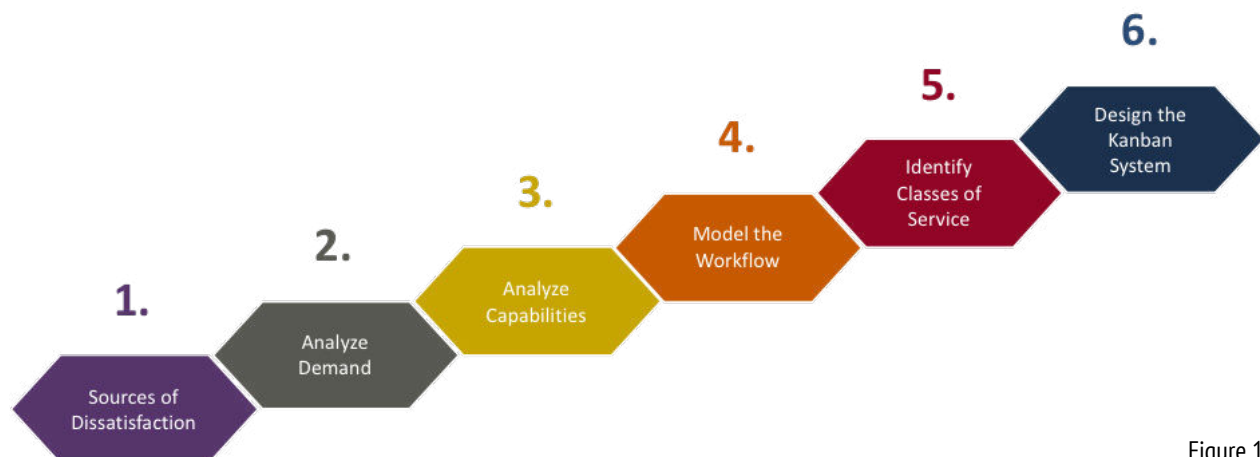 1.
Sources of
Dissatisfaction
2.
Analyze
Demand
3.
Analyze
Capabilities
4.
Model the
Workflow
5.
Identify
Classes of
Service
6.
Design the
Kanban
System
Figure 1